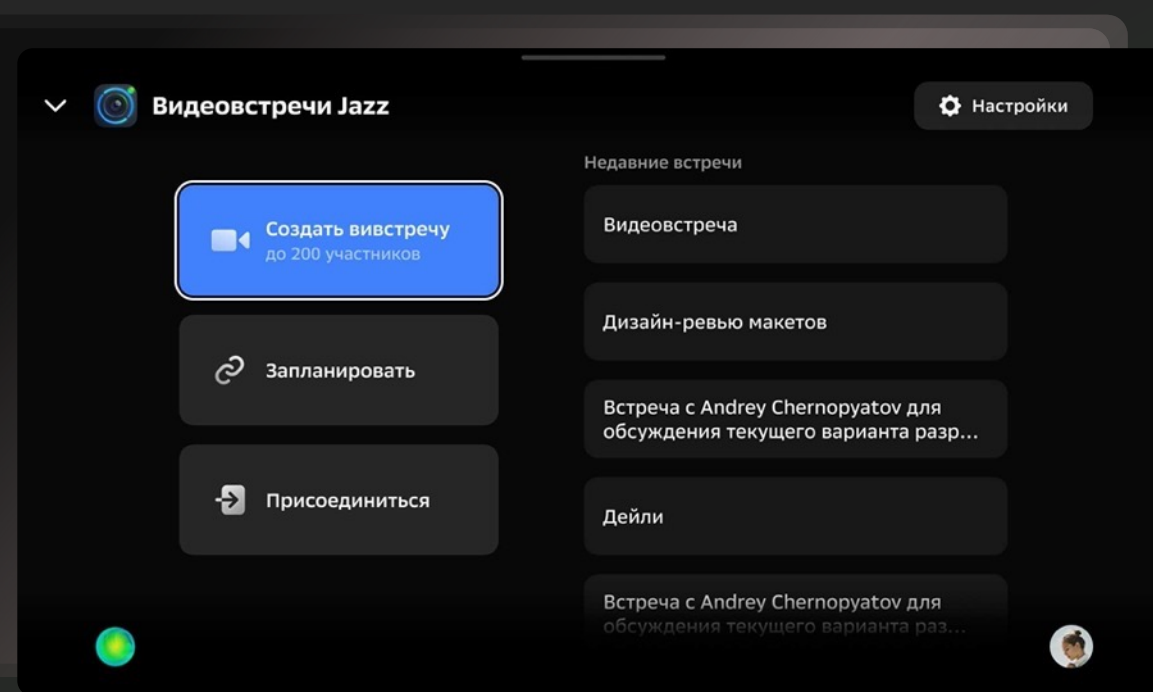 Видеовстречи Jazz
Настройки
Создать вивстречу
до 200 участников
Запланировать
Присоединиться
Недавние встречи
Видеовстреча
Дизайн-ревью макетов
Встреча с Andrey Chernopyatov для
обсуждения текущего варианта разр...
Дейли
Встреча с Andrey Chernopyatov для
обсуждения текущего варианта раз...